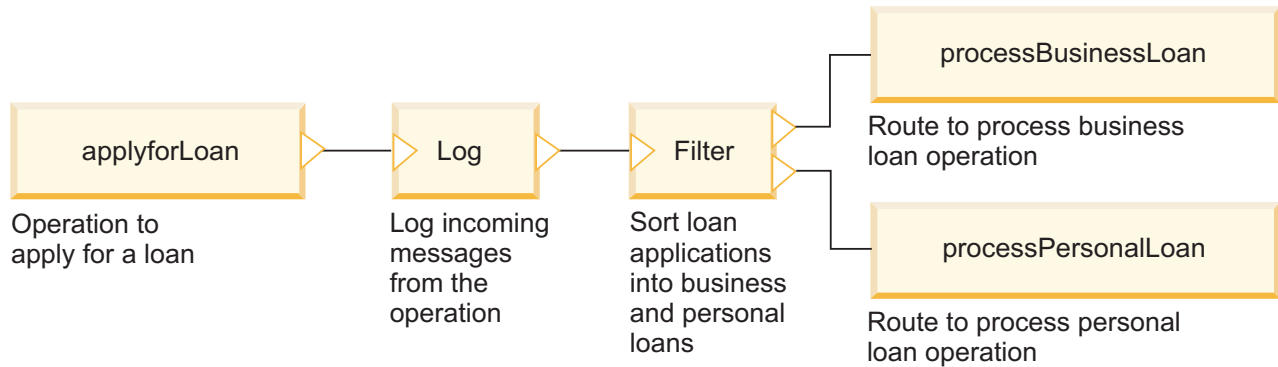 applyforLoan
Operation to
apply for a loan
Log
Log incoming
messages
from the
operation
Filter
Sort loan
applications
into business
and personal
loans
processBusinessLoan
Route to process business
loan operation
processPersonalLoan
Route to process personal
loan operation